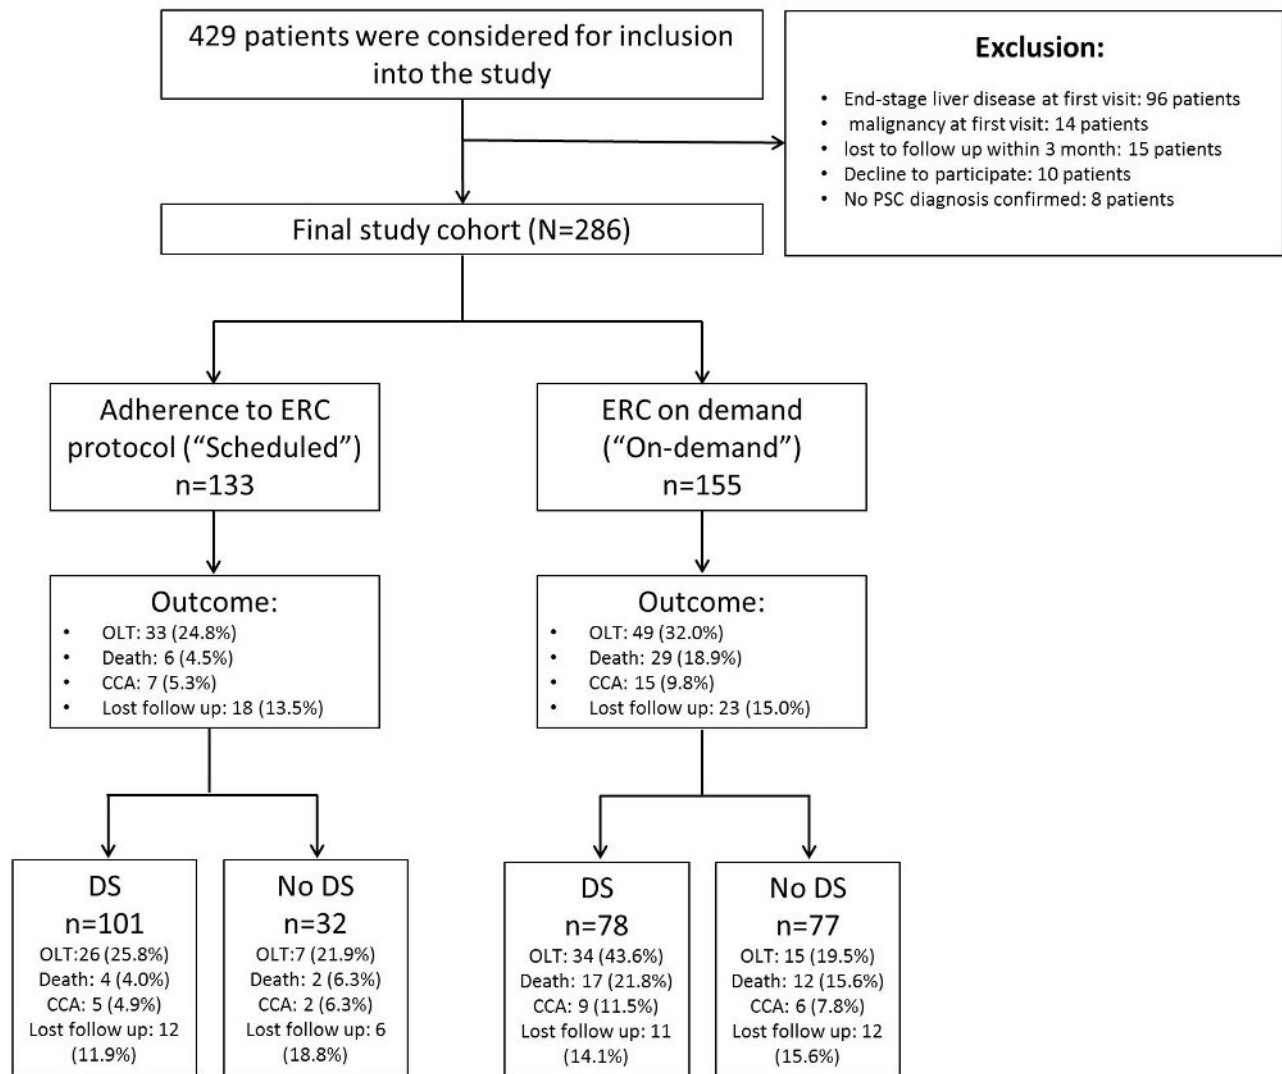 429 patients were considered for inclusion
into the study
Exclusion:
• End-stage liver disease at first visit: 96 patients
• malignancy at first visit: 14 patients
• lost to follow up within 3 month: 15 patients
• Decline to participate: 10 patients
• No PSC diagnosis confirmed: 8 patients
Final study cohort (N=286)
Adherence to ERC
protocol (“Scheduled”)
n=133
ERC on demand
(“On-demand”)
n=155
Outcome:
• OLT: 33 (24.8%)
• Death: 6 (4.5%)
• CCA: 7 (5.3%)
• Lost follow up: 18 (13.5%)
Outcome:
• OLT: 49 (32.0%)
• Death: 29 (18.9%)
• CCA: 15 (9.8%)
• Lost follow up: 23 (15.0%)
DS
n=101
OLT:26 (25.8%)
Death: 4 (4.0%)
CCA: 5 (4.9%)
Lost follow up: 12
(11.9%)
No DS
n=32
OLT:7 (21.9%)
Death: 2 (6.3%)
CCA: 2 (6.3%)
Lost follow up: 6
(18.8%)
DS
n=78
OLT: 34 (43.6%)
Death: 17 (21.8%)
CCA: 9 (11.5%)
Lost follow up: 11
(14.1%)
No DS
n=77
OLT: 15 (19.5%)
Death: 12 (15.6%)
CCA: 6 (7.8%)
Lost follow up: 12
(15.6%)